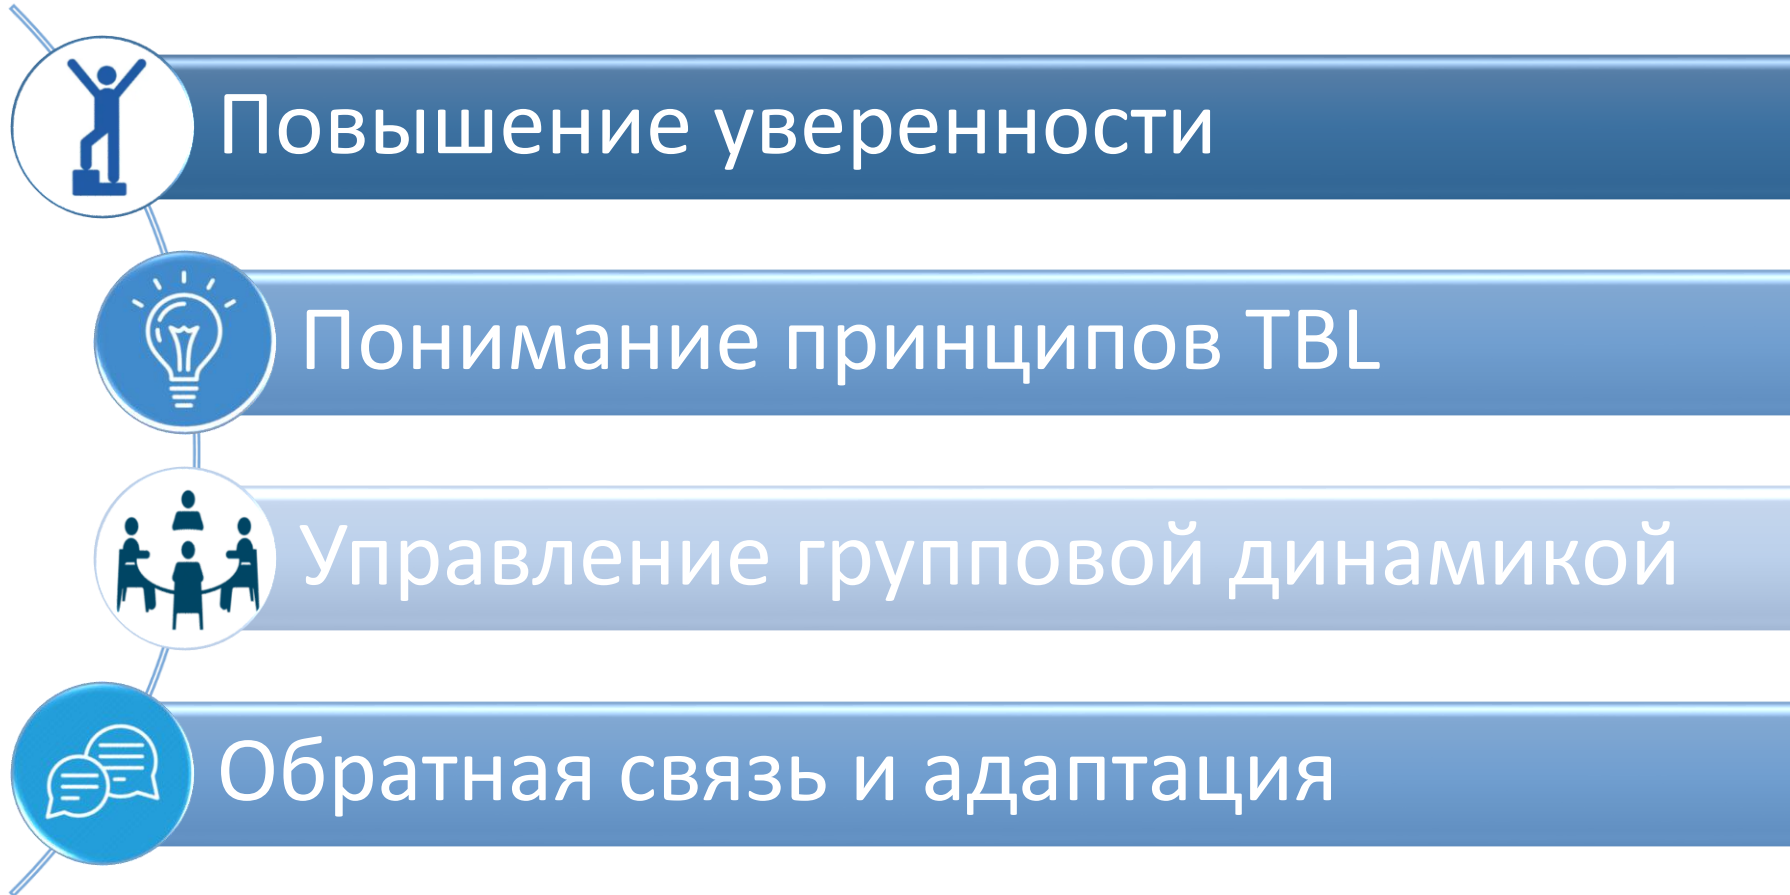 Повышение уверенности
Понимание принципов TBL
Управление групповой динамикой
Обратная связь и адаптация